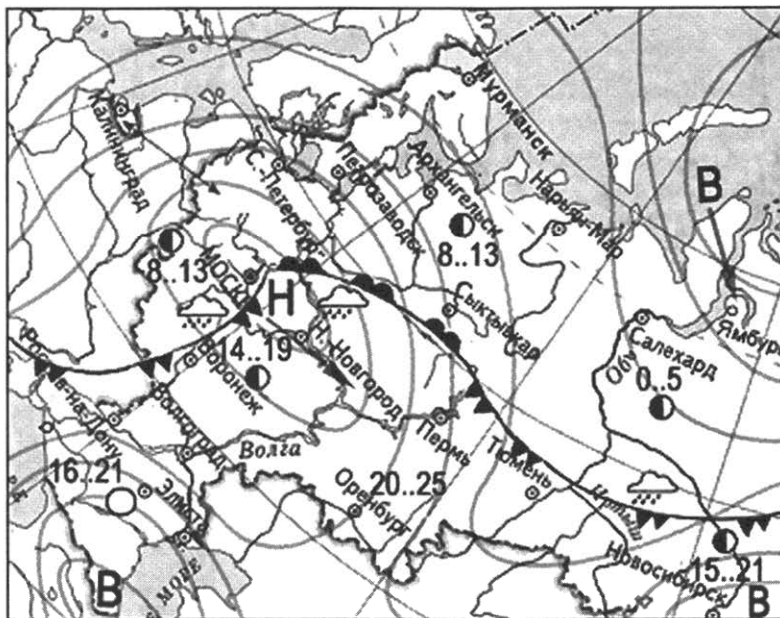 Мурманск
Калининград
С.-Петербург
Петрозаводск
Архангельск
Нарьян-Мар
В
8..13
8..13
МОСКВА
Н
Сыктывкар
Ямбург
Салехард
Обь
0..5
14..19
Н. Новгород
Воронеж
Ростов-на-Дону
Волгоград
Волга
Пермь
Тюмень
16..21
Элиста
20..25
Оренбург
Иртыш
Новосибирск
15..21
В
МОРЕ
В